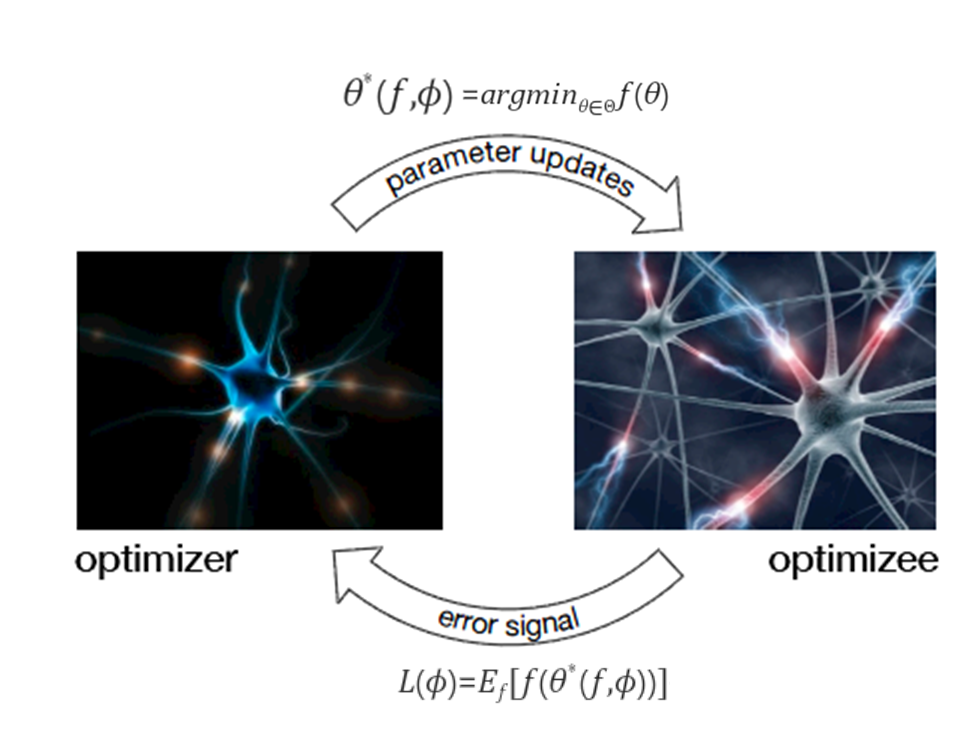 θ*(f,ϕ) =argmin_{θ∈Θ}f(θ)
parameter updates
optimizer
optimizee
error signal
L(ϕ)=E_f[f(θ*(f,ϕ))]